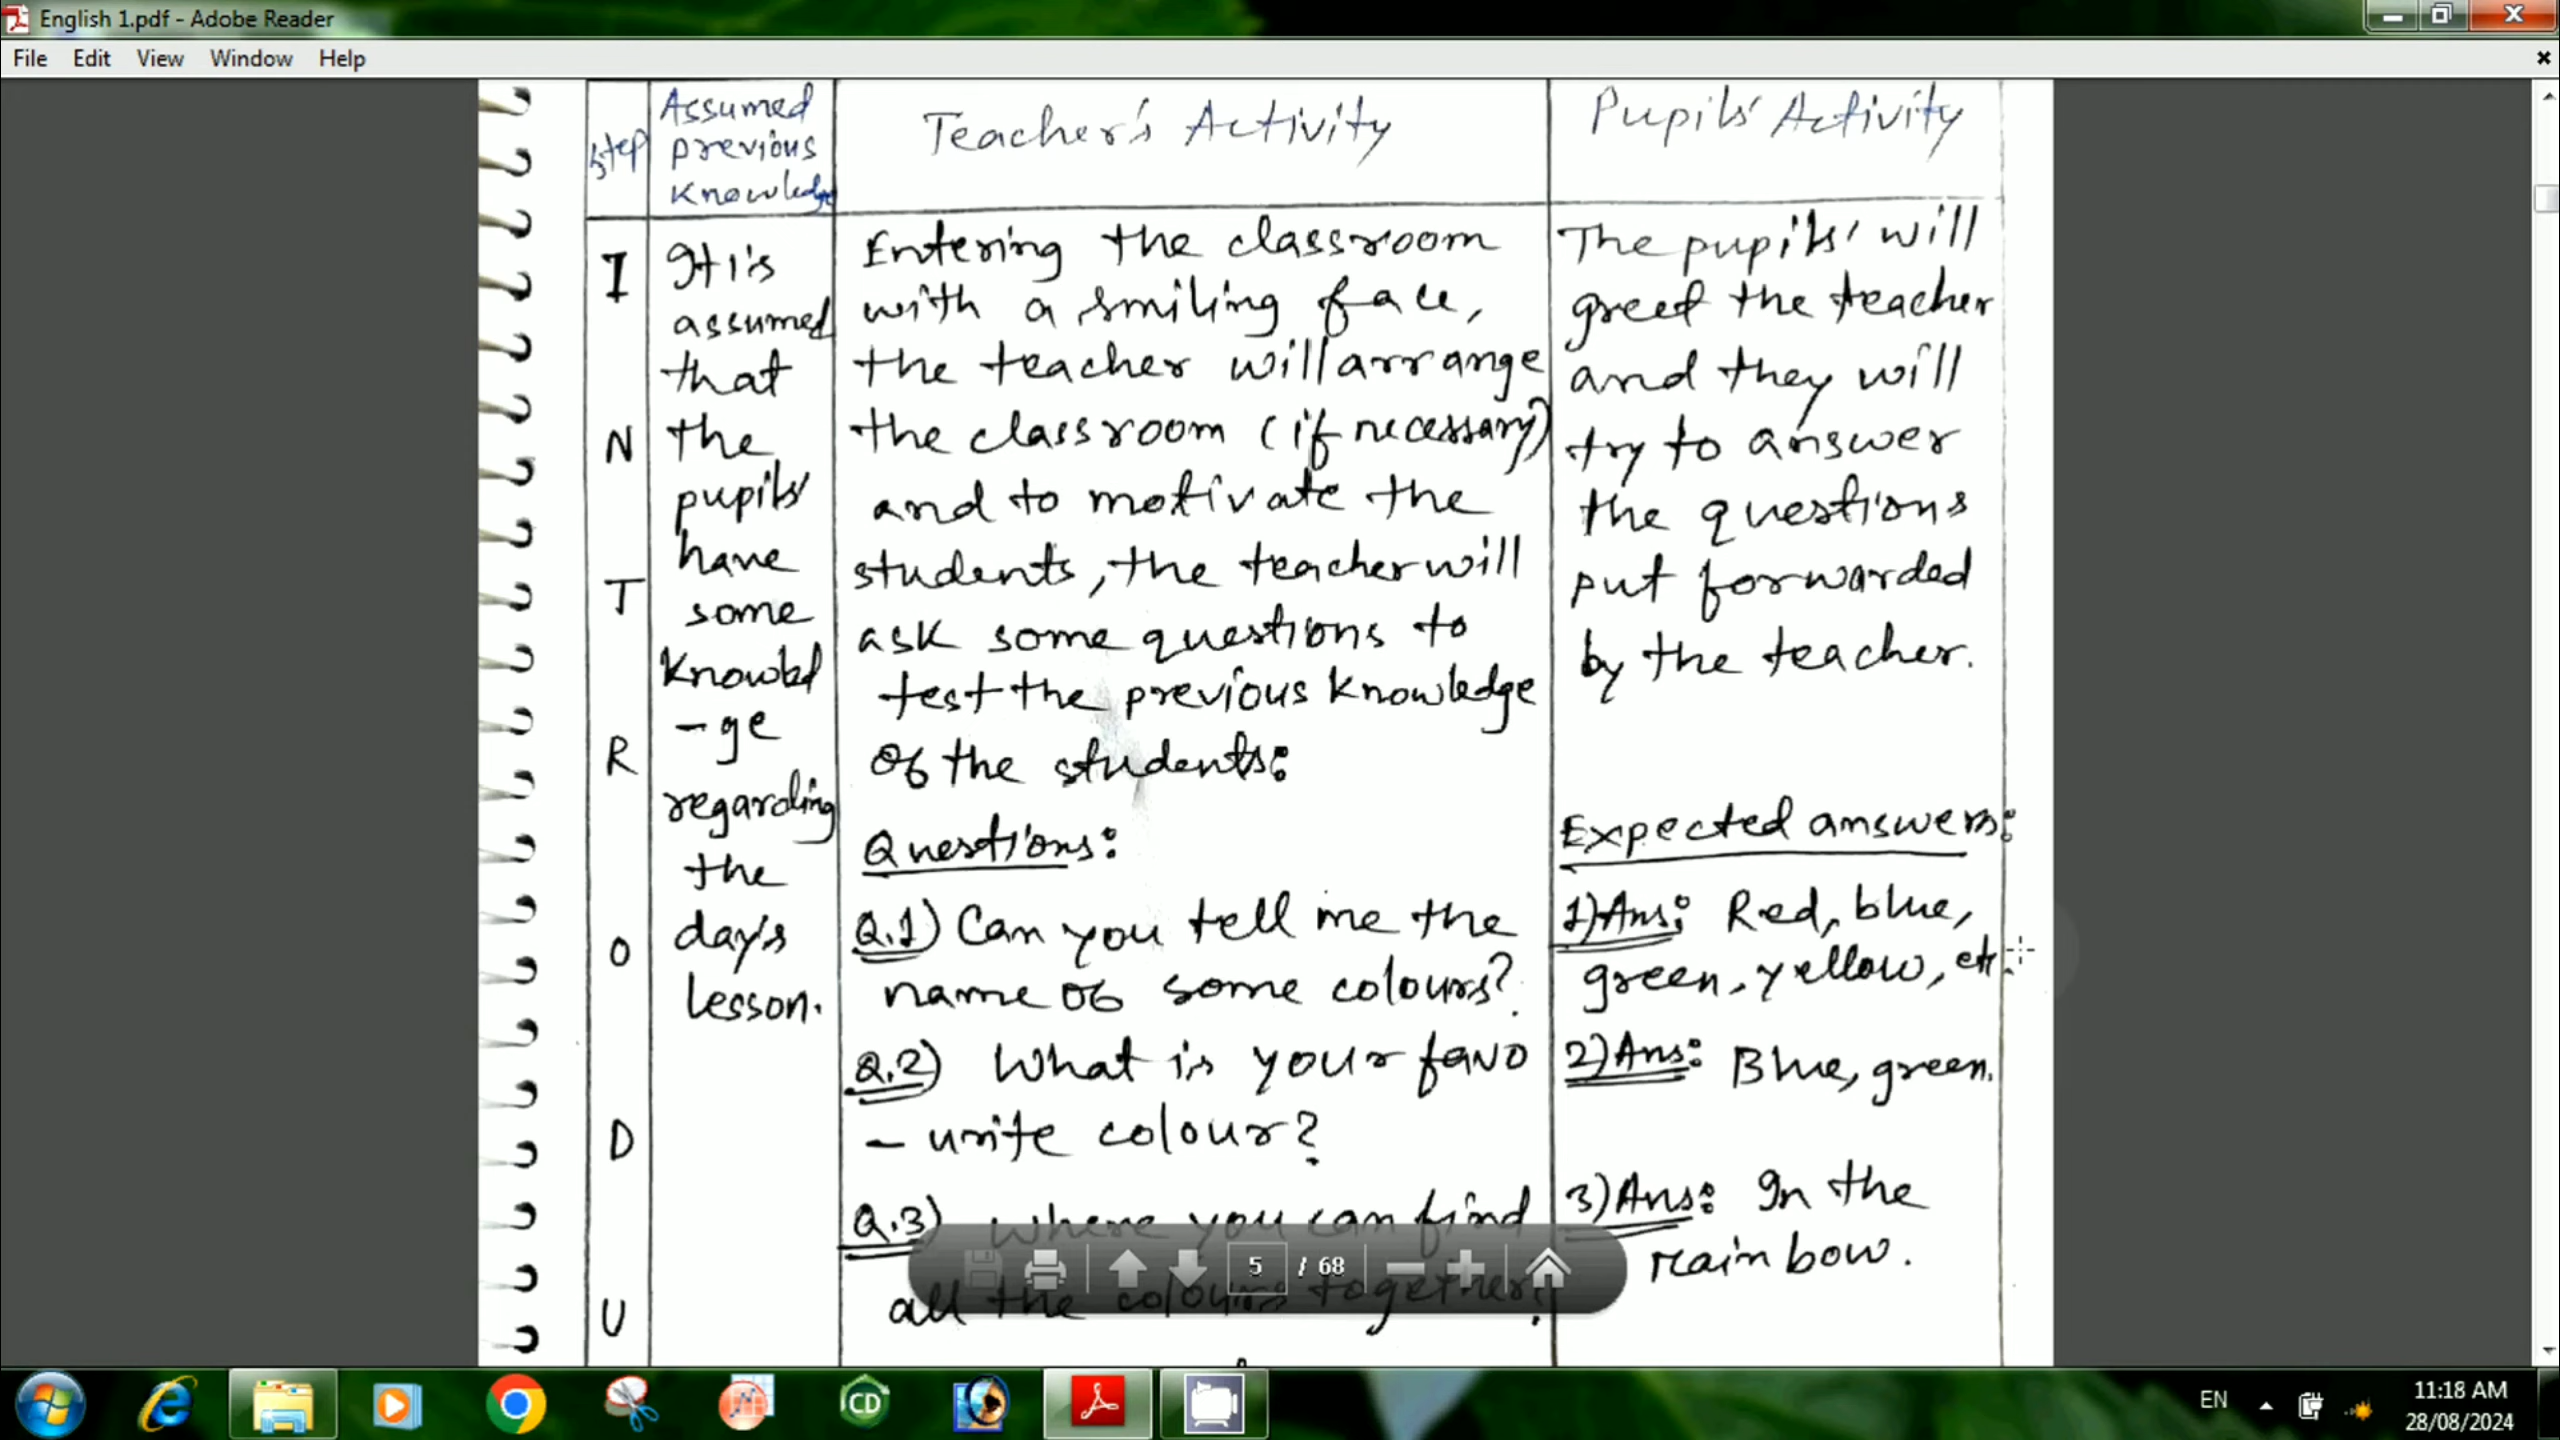 English 1.pdf - Adobe Reader
File Edit View Window Help
Step
Assumed
previous
Knowledge
Teacher's Activity
Pupils' Activity
I
N
T
R
O
D
U
It is
assumed
that
the
pupils'
have
some
Knowled
-ge
regarding
the
day's
lesson.
Entering the classroom
with a smiling face,
the teacher will arrange
the classroom (if necessary)
and to motivate the
students, the teacher will
ask some questions to
test the previous knowledge
of the students:
Questions:
Q.1) Can you tell me the
name of some colours?
Q.2) What is your favo
- urite colour?
Q.3) Where you can find
all the colours together?
The pupils' will
greet the teacher
and they will
try to answer
the questions
put forwarded
by the teacher.
Expected answers:
1) Ans: Red, blue,
green, yellow, etc.
2) Ans: Blue, green.
3) Ans: In the
rainbow.
5 / 68
CD
EN
11:18 AM
28/08/2024